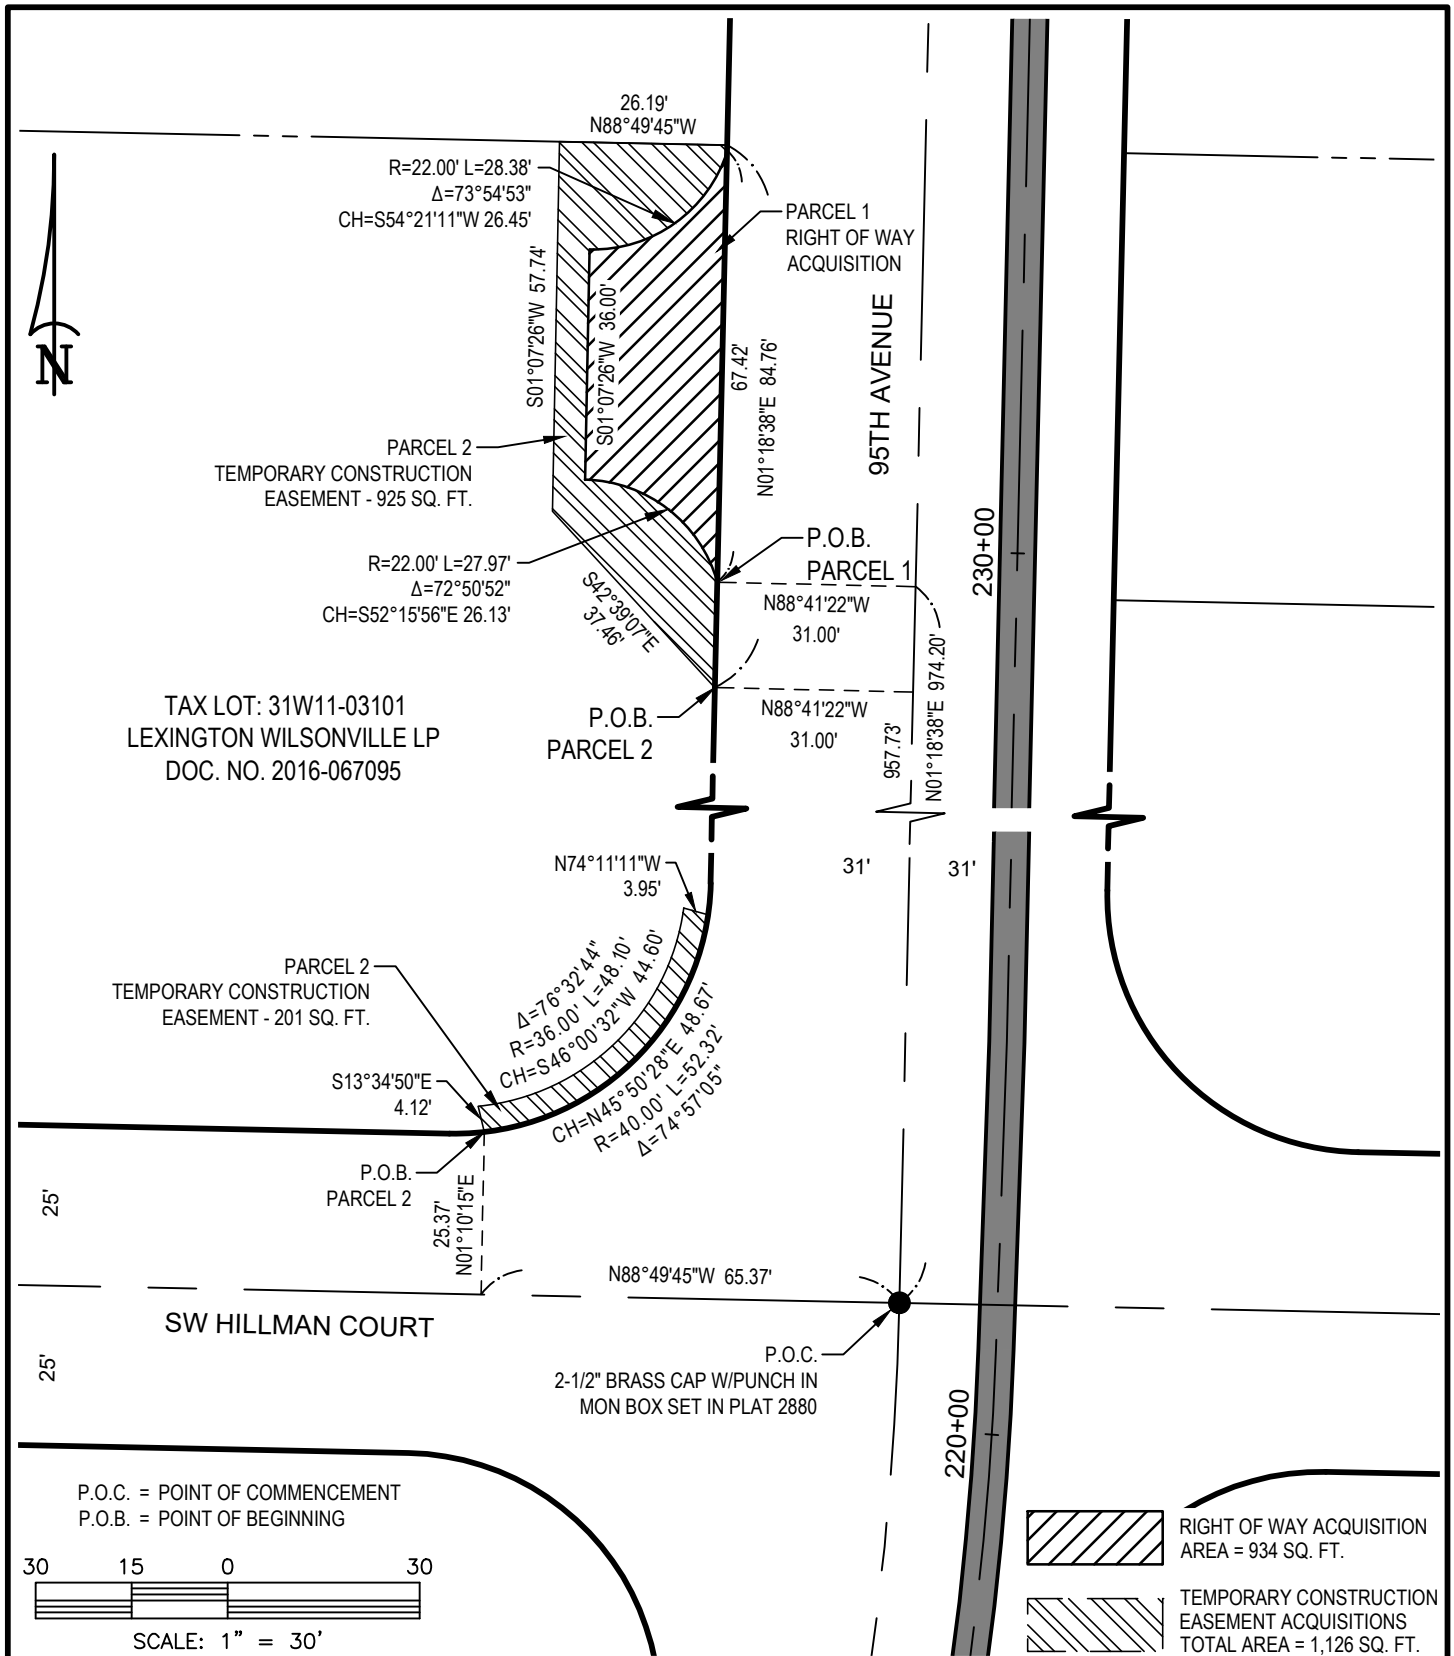 26.19'
N88°49'45"W
R=22.00' L=28.38'
Δ=73°54'53"
CH=S54°21'11"W 26.45'
PARCEL 1
RIGHT OF WAY
ACQUISITION
N
S01°07'26"W 57.74'
S01°07'26"W 36.00'
67.42'
N01°18'38"E 84.76'
95TH AVENUE
PARCEL 2
TEMPORARY CONSTRUCTION
EASEMENT - 925 SQ. FT.
R=22.00' L=27.97'
Δ=72°50'52"
CH=S52°15'56"E 26.13'
S42°39'07"E
37.46'
P.O.B.
PARCEL 1
N88°41'22"W
31.00'
230+00
TAX LOT: 31W11-03101
LEXINGTON WILSONVILLE LP
DOC. NO. 2016-067095
P.O.B.
PARCEL 2
N88°41'22"W
31.00'
957.73'
N01°18'38"E 974.20'
31'
31'
N74°11'11"W
3.95'
PARCEL 2
TEMPORARY CONSTRUCTION
EASEMENT - 201 SQ. FT.
Δ=76°32'44"
R=36.00' L=48.10'
CH=S46°00'32"W 44.60'
CH=N45°50'28"E 48.67'
R=40.00' L=52.32'
Δ=74°57'05"
S13°34'50"E
4.12'
P.O.B.
PARCEL 2
25.37'
N01°10'15"E
25'
N88°49'45"W 65.37'
SW HILLMAN COURT
25'
P.O.C.
2-1/2" BRASS CAP W/PUNCH IN
MON BOX SET IN PLAT 2880
220+00
P.O.C. = POINT OF COMMENCEMENT
P.O.B. = POINT OF BEGINNING
30 15 0 30
SCALE: 1" = 30'
RIGHT OF WAY ACQUISITION
AREA = 934 SQ. FT.
TEMPORARY CONSTRUCTION
EASEMENT ACQUISITIONS
TOTAL AREA = 1,126 SQ. FT.